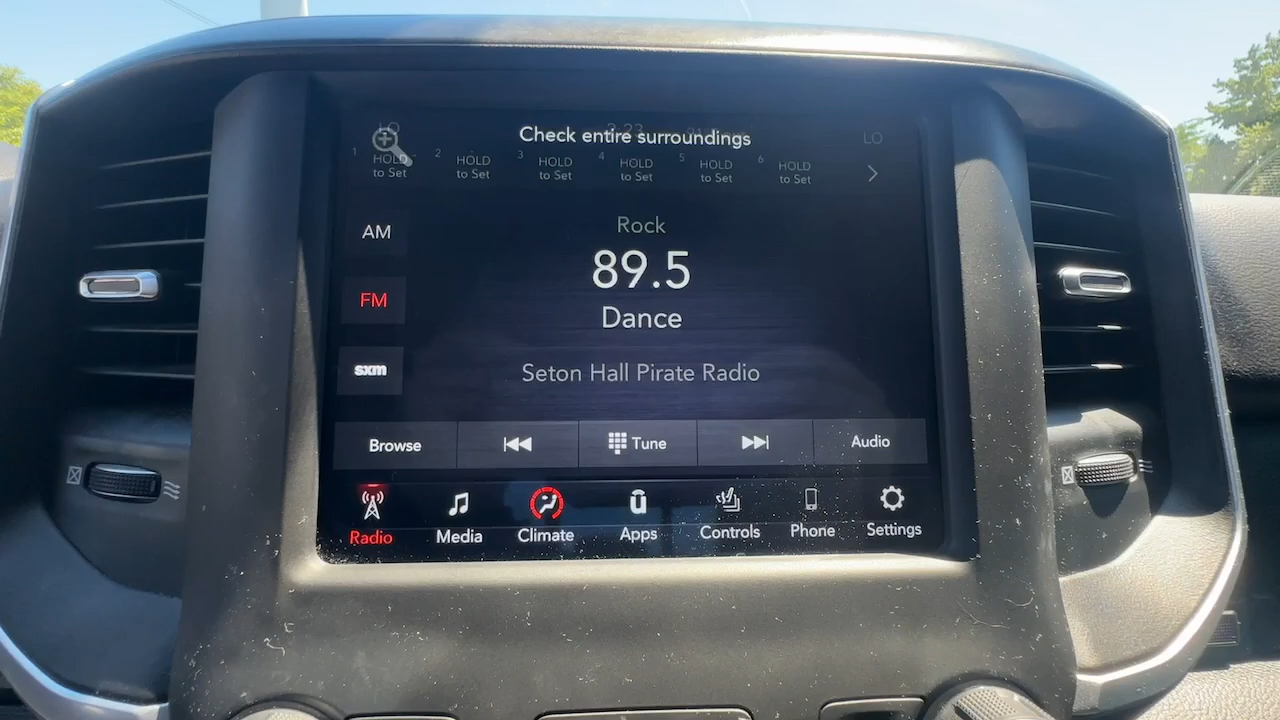 LO
Check entire surroundings
LO
1 HOLD to Set
2 HOLD to Set
3 HOLD to Set
4 HOLD to Set
5 HOLD to Set
6 HOLD to Set
Rock
AM
89.5
FM
Dance
sxm
Seton Hall Pirate Radio
Browse
Tune
Audio
Radio
Media
Climate
Apps
Controls
Phone
Settings